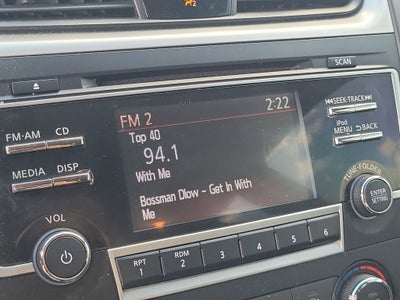 2
SCAN
FM 2 2:22
Top 40
94.1
With Me
Bossman Dlow - Get In With
Me
FM·AM CD
MEDIA DISP
VOL
SEEK·TRACK
iPod
MENU BACK
TUNE·FOLDER
ENTER
SETTING
RPT
1
RDM
2
3
4
5
6